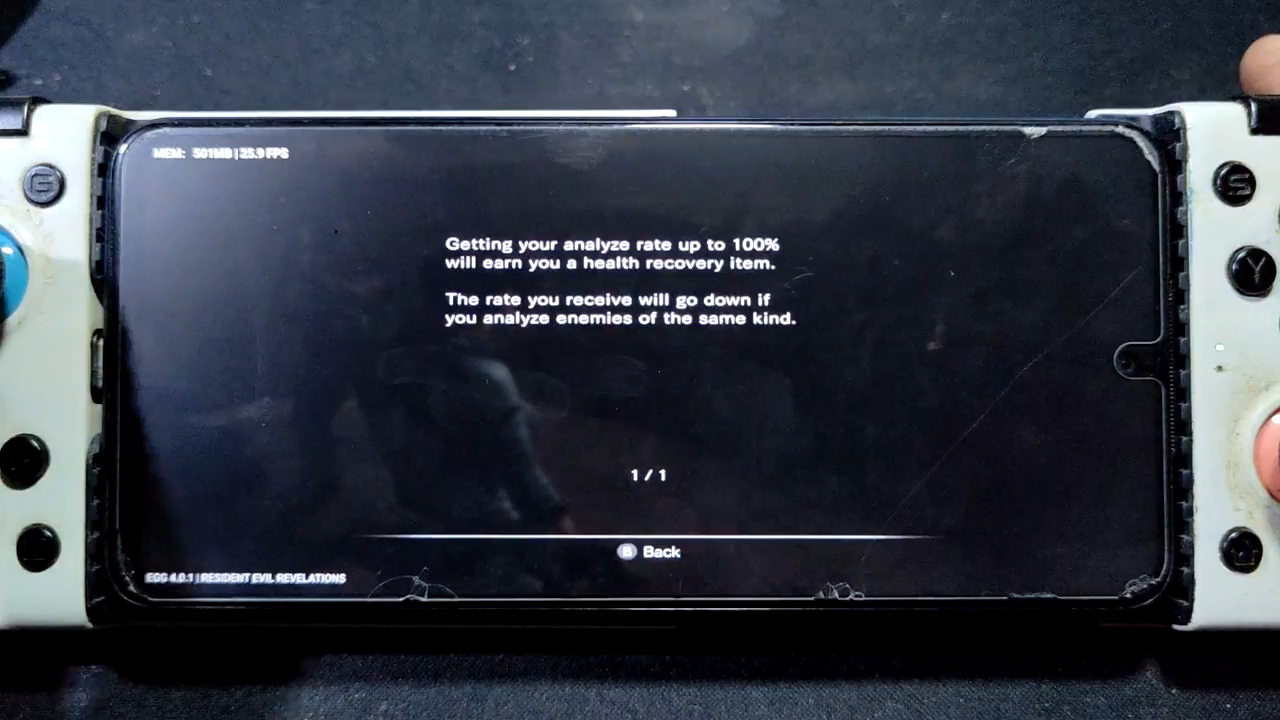 MEM: 501MB | 25.9 FPS
Getting your analyze rate up to 100%
will earn you a health recovery item.
The rate you receive will go down if
you analyze enemies of the same kind.
1 / 1
B Back
EGG 4.0.1 | RESIDENT EVIL REVELATIONS
G
S
Y